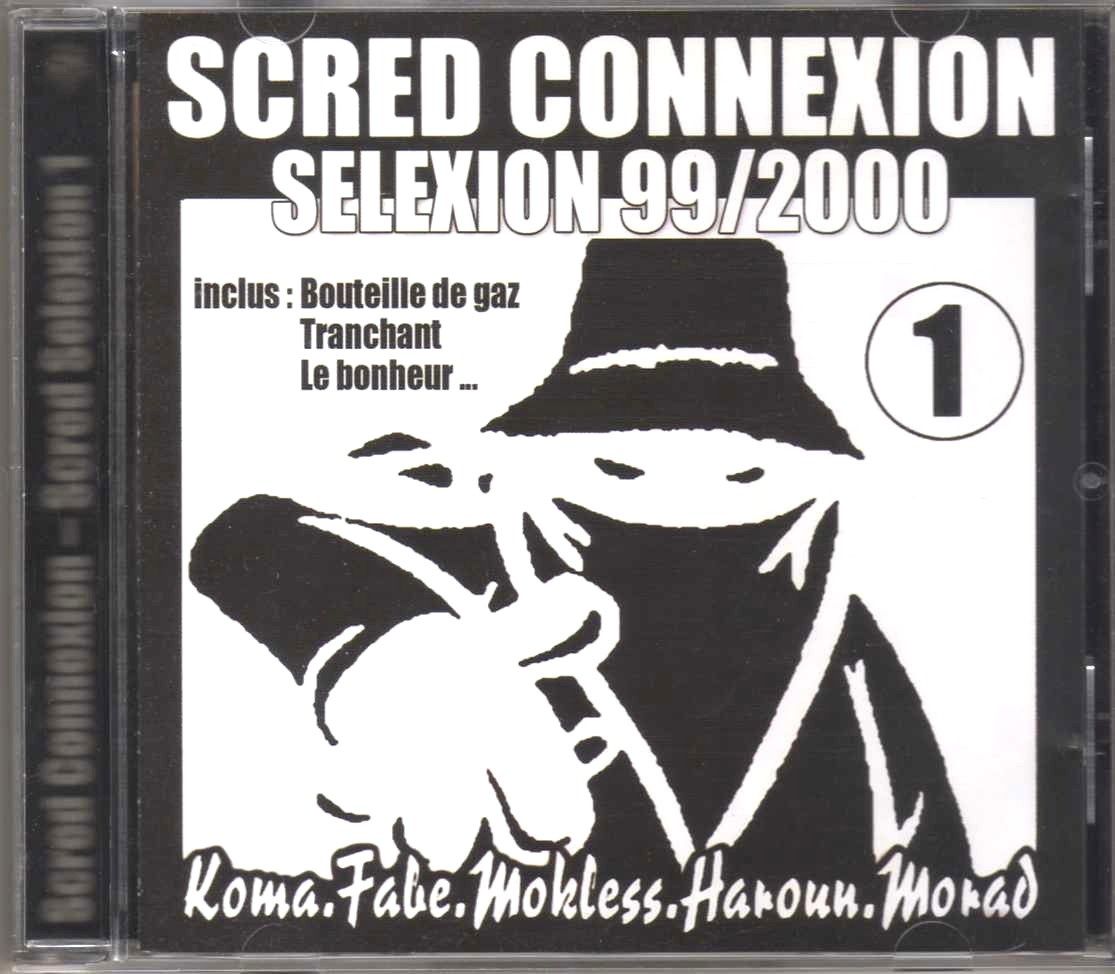 SCRED CONNEXION
SELEXION 99/2000
inclus : Bouteille de gaz
Tranchant
Le bonheur ...
1
Koma.Fabe.Mokless.Haroun.Morad
Scred Connexion - Scred Selexion 1